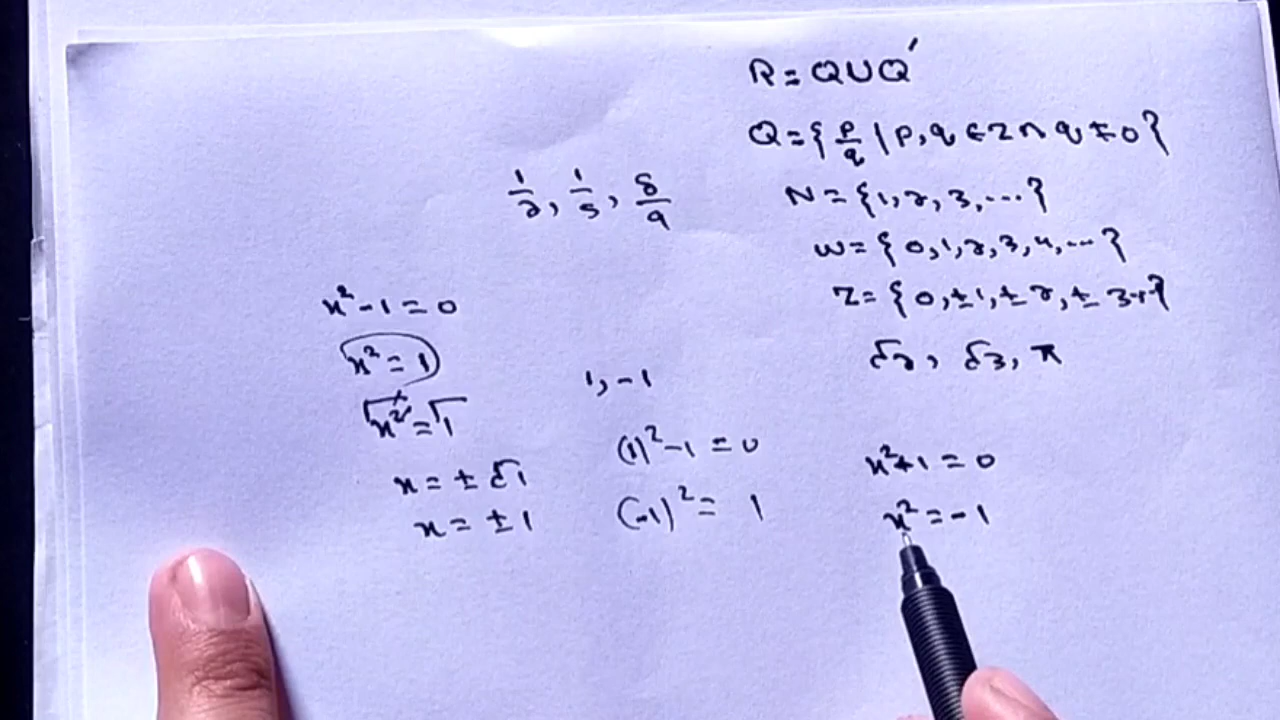 R = Q ∪ Q'
Q = { p/q | p, q ∈ Z ∧ q ≠ 0 }
1/2, 1/5, 8/9
N = {1, 2, 3, ... }
W = { 0, 1, 2, 3, 4, ... }
Z = { 0, ±1, ±2, ± 3, ... }
√2, √3, π
x² - 1 = 0
x² = 1
√x² = √1
x = ± √1
x = ± 1
1, -1
(1)² - 1 = 0
(-1)² = 1
x² + 1 = 0
x² = -1